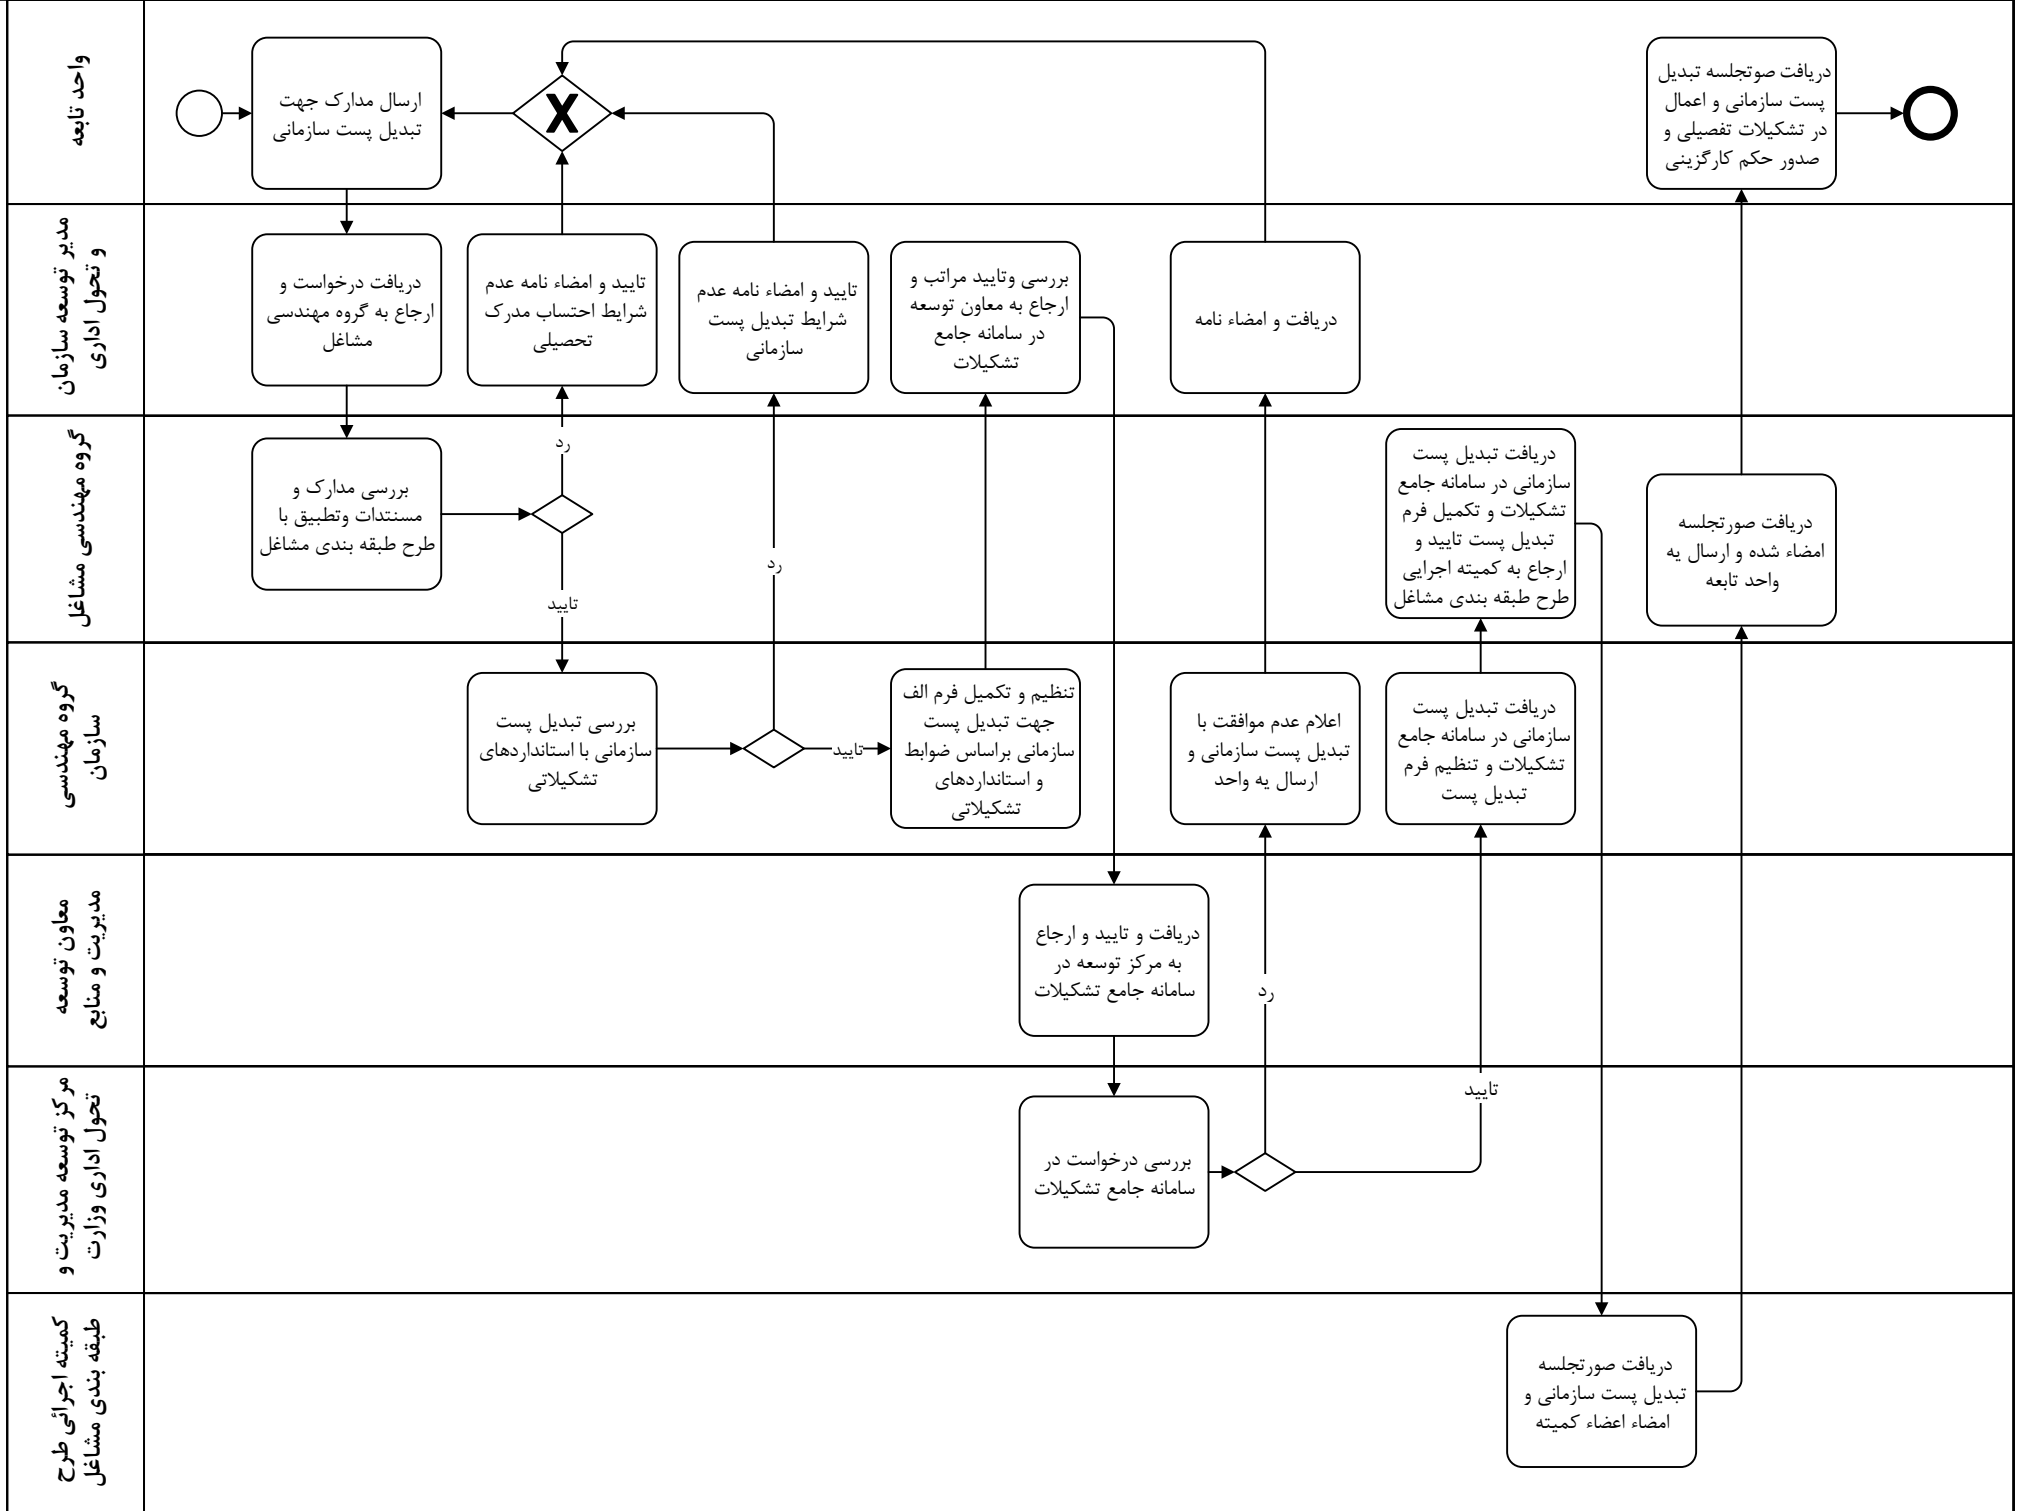 واحد تابعه
ارسال مدارک جهت
تبدیل پست سازمانی
دریافت صوتجلسه تبدیل
پست سازمانی و اعمال
در تشکیلات تفصیلی و
صدور حکم کارگزینی
مدیر توسعه سازمان
و تحول اداری
دریافت درخواست و
ارجاع به گروه مهندسی
مشاغل
تایید و امضاء نامه عدم
شرایط احتساب مدرک
تحصیلی
تایید و امضاء نامه عدم
شرایط تبدیل پست
سازمانی
بررسی وتایید مراتب و
ارجاع به معاون توسعه
در سامانه جامع
تشکیلات
دریافت و امضاء نامه
گروه مهندسی مشاغل
بررسی مدارک و
مستندات وتطبیق با
طرح طبقه بندی مشاغل
رد
تایید
رد
دریافت تبدیل پست
سازمانی در سامانه جامع
تشکیلات و تکمیل فرم
تبدیل پست تایید و
ارجاع به کمیته اجرایی
طرح طبقه بندی مشاغل
دریافت صورتجلسه
امضاء شده و ارسال یه
واحد تابعه
گروه مهندسی
سازمان
بررسی تبدیل پست
سازمانی با استانداردهای
تشکیلاتی
تایید
تنظیم و تکمیل فرم الف
جهت تبدیل پست
سازمانی براساس ضوابط
و استانداردهای
تشکیلاتی
اعلام عدم موافقت با
تبدیل پست سازمانی و
ارسال یه واحد
دریافت تبدیل پست
سازمانی در سامانه جامع
تشکیلات و تنظیم فرم
تبدیل پست
معاون توسعه
مدیریت و منابع
دریافت و تایید و ارجاع
به مرکز توسعه در
سامانه جامع تشکیلات
رد
مرکز توسعه مدیریت و
تحول اداری وزارت
بررسی درخواست در
سامانه جامع تشکیلات
تایید
کمیته اجرائی طرح
طبقه بندی مشاغل
دریافت صورتجلسه
تبدیل پست سازمانی و
امضاء اعضاء کمیته